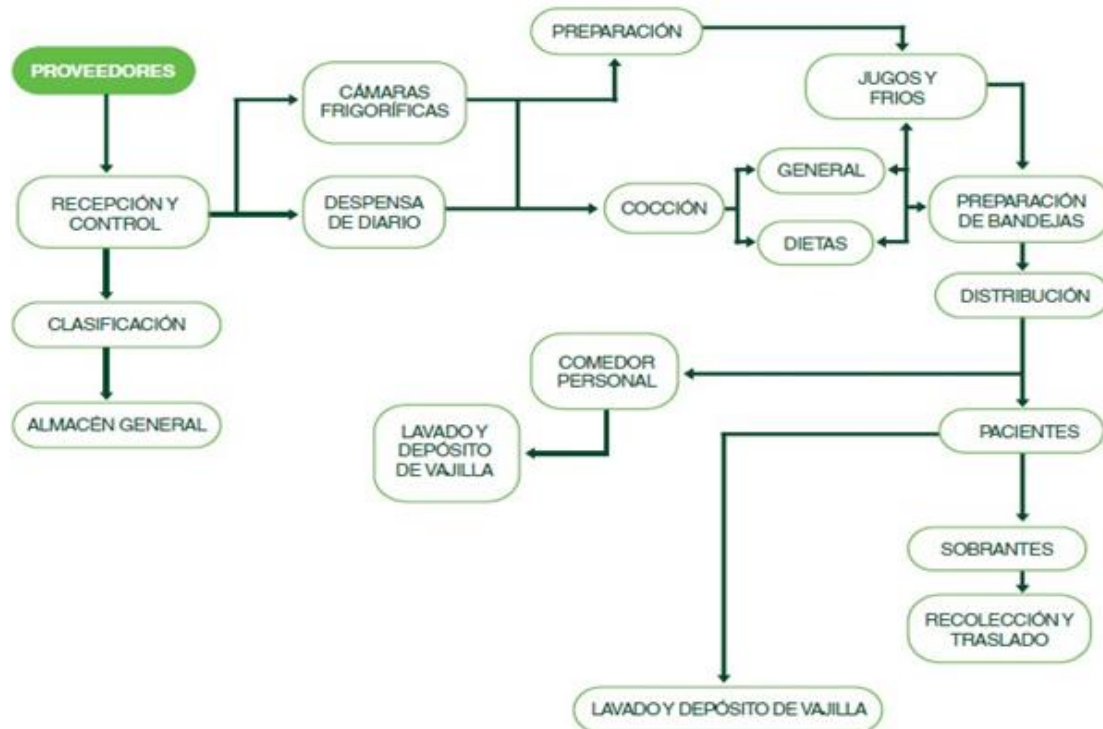 PREPARACIÓN
PROVEEDORES
CÁMARAS
FRIGORÍFICAS
JUGOS Y
FRIOS
GENERAL
RECEPCIÓN Y
CONTROL
DESPENSA
DE DIARIO
COCCIÓN
PREPARACIÓN
DE BANDEJAS
DIETAS
DISTRIBUCIÓN
CLASIFICACIÓN
COMEDOR
PERSONAL
ALMACÉN GENERAL
PACIENTES
LAVADO Y
DEPÓSITO
DE VAJILLA
SOBRANTES
RECOLECCIÓN Y
TRASLADO
LAVADO Y DEPÓSITO DE VAJILLA